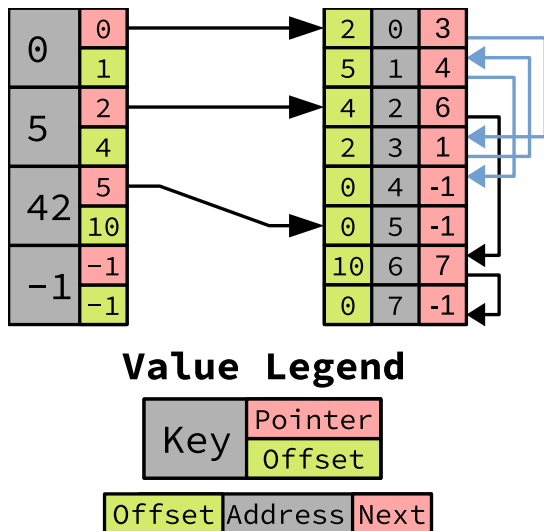 0 0
1
5 2
4
42 5
10
-1 -1
-1
2 0 3
5 1 4
4 2 6
2 3 1
0 4 -1
0 5 -1
10 6 7
0 7 -1
Value Legend
Key Pointer
Offset
Offset Address Next